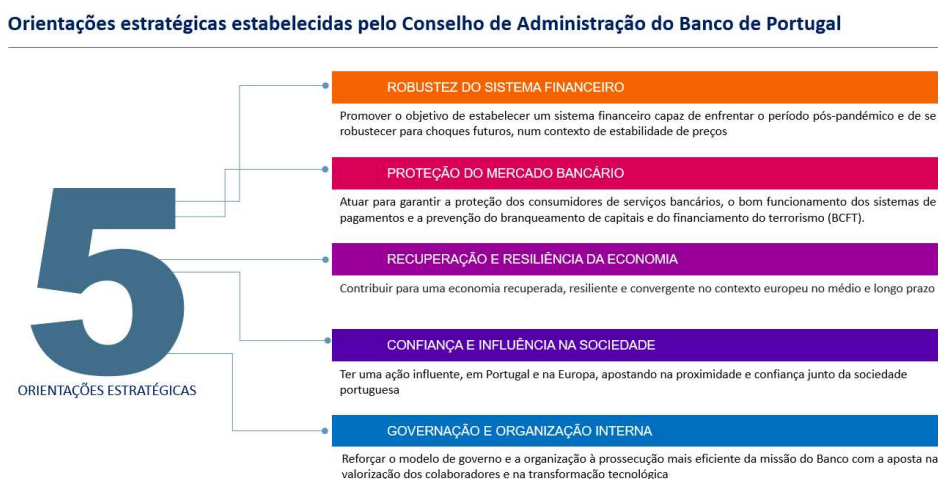 Orientações estratégicas estabelecidas pelo Conselho de Administração do Banco de Portugal
5
ORIENTAÇÕES ESTRATÉGICAS
ROBUSTEZ DO SISTEMA FINANCEIRO
Promover o objetivo de estabelecer um sistema financeiro capaz de enfrentar o período pós-pandémico e de se
robustecer para choques futuros, num contexto de estabilidade de preços
PROTEÇÃO DO MERCADO BANCÁRIO
Atuar para garantir a proteção dos consumidores de serviços bancários, o bom funcionamento dos sistemas de
pagamentos e a prevenção do branqueamento de capitais e do financiamento do terrorismo (BCFT).
RECUPERAÇÃO E RESILIÊNCIA DA ECONOMIA
Contribuir para uma economia recuperada, resiliente e convergente no contexto europeu no médio e longo prazo
CONFIANÇA E INFLUÊNCIA NA SOCIEDADE
Ter uma ação influente, em Portugal e na Europa, apostando na proximidade e confiança junto da sociedade
portuguesa
GOVERNAÇÃO E ORGANIZAÇÃO INTERNA
Reforçar o modelo de governo e a organização à prossecução mais eficiente da missão do Banco com a aposta na
valorização dos colaboradores e na transformação tecnológica